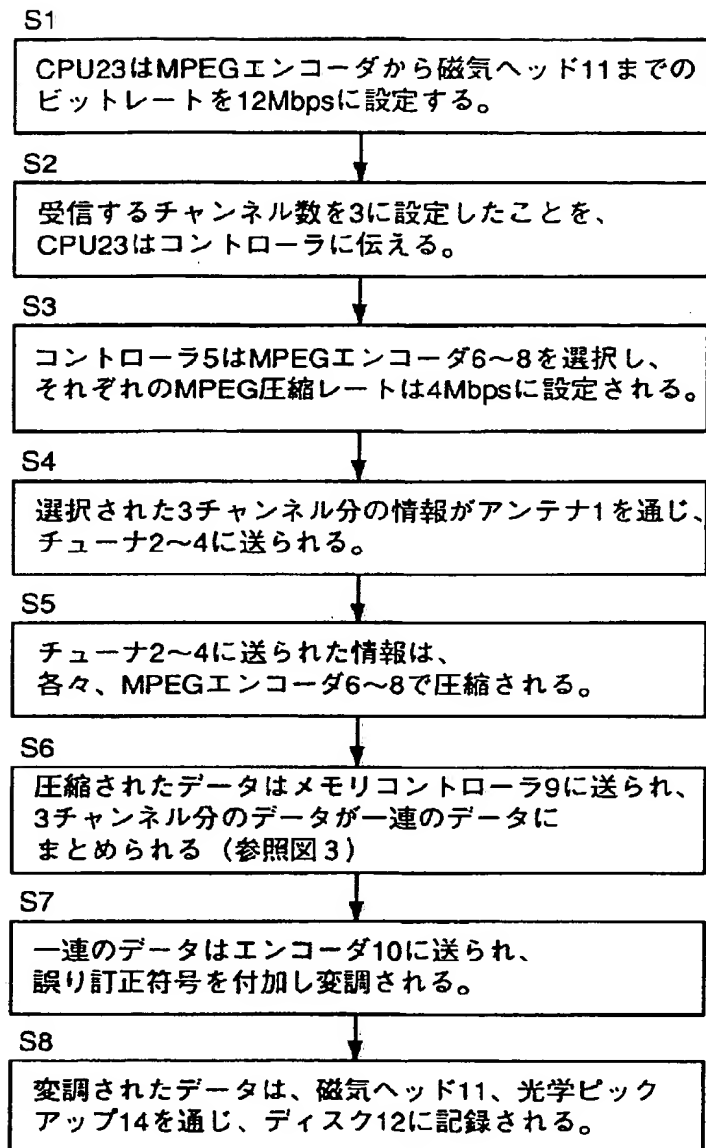 S1
CPU23はMPEGエンコーダから磁気ヘッド11までの
ビットレートを12Mbpsに設定する。
S2
受信するチャンネル数を3に設定したことを、
CPU23はコントローラに伝える。
S3
コントローラ5はMPEGエンコーダ6～8を選択し、
それぞれのMPEG圧縮レートは4Mbpsに設定される。
S4
選択された3チャンネル分の情報がアンテナ1を通じ、
チューナ2～4に送られる。
S5
チューナ2～4に送られた情報は、
各々、MPEGエンコーダ6～8で圧縮される。
S6
圧縮されたデータはメモリコントローラ9に送られ、
3チャンネル分のデータが一連のデータに
まとめられる（参照図３）
S7
一連のデータはエンコーダ10に送られ、
誤り訂正符号を付加し変調される。
S8
変調されたデータは、磁気ヘッド11、光学ピック
アップ14を通じ、ディスク12に記録される。